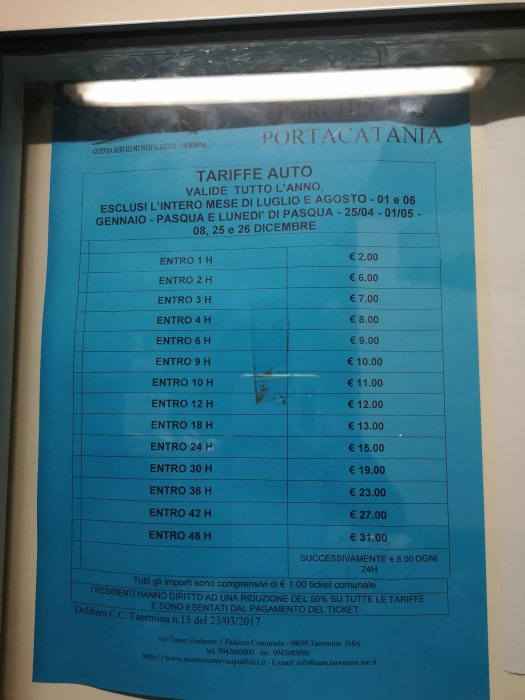 PORTACATANIA
AZIENDA SERVIZI MUNICIPALIZZATI - TAORMINA
TARIFFE AUTO
VALIDE TUTTO L'ANNO,
ESCLUSI L'INTERO MESE DI LUGLIO E AGOSTO - 01 e 06
GENNAIO - PASQUA E LUNEDI' DI PASQUA - 25/04 - 01/05 -
08, 25 e 26 DICEMBRE
ENTRO 1 H € 2.00
ENTRO 2 H € 6.00
ENTRO 3 H € 7.00
ENTRO 4 H € 8.00
ENTRO 6 H € 9.00
ENTRO 9 H € 10.00
ENTRO 10 H € 11.00
ENTRO 12 H € 12.00
ENTRO 18 H € 13.00
ENTRO 24 H € 15.00
ENTRO 30 H € 19.00
ENTRO 36 H € 23.00
ENTRO 42 H € 27.00
ENTRO 48 H € 31.00
SUCCESSIVAMENTE € 8.00 OGNI
24H
Tutti gli importi sono comprensivi di € 1.00 ticket comunale
I RESIDENTI HANNO DIRITTO AD UNA RIDUZIONE DEL 50% SU TUTTE LE TARIFFE
E SONO ESENTATI DAL PAGAMENTO DEL TICKET
Delibera C.C. Taormina n.15 del 23/03/2017
via Corso Umberto / Palazzo Comunale - 98039 Taormina (Me)
tel. 0942683800 - fax. 0942683806
http://www.taorminaservizipubblici.it - E-mail: info@asm.taormina.me.it